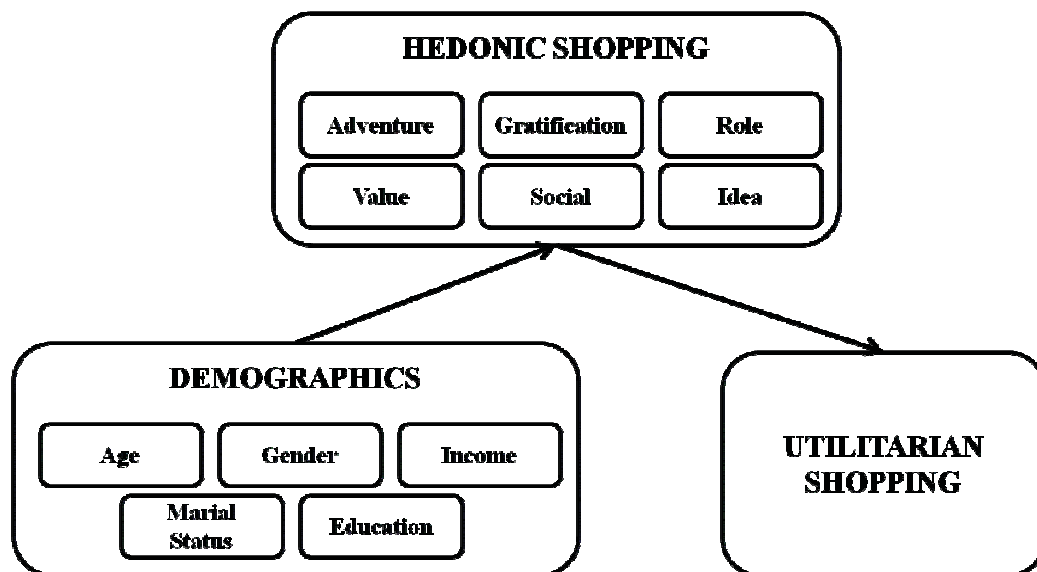 HEDONIC SHOPPING
Adventure
Gratification
Role
Value
Social
Idea
DEMOGRAPHICS
Age
Gender
Income
Marial
Status
Education
UTILITARIAN
SHOPPING